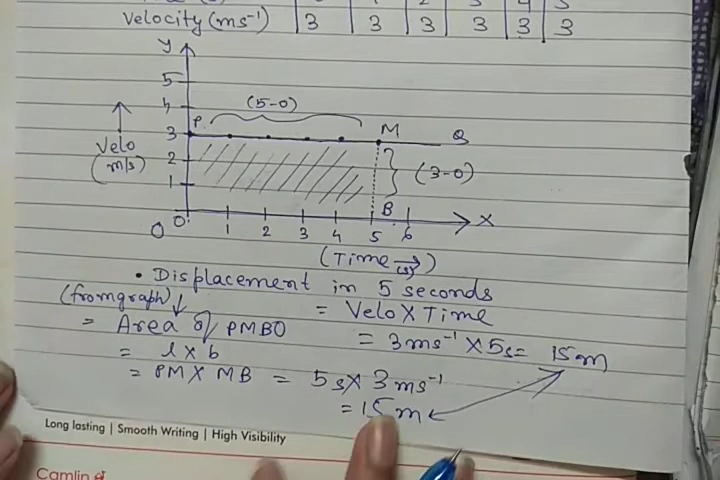 Velocity (ms⁻¹) 3 3 3 3 3 3
Y
5
4
(5-0)
P
M
Q
3
Velo
(m/s)
2
1
(3-0)
B
O
O
1 2 3 4 5 6
X
(Time →)
(s)
• Displacement in 5 seconds
(from graph) ↓
= Velo X Time
= Area of PMBO
= 3ms⁻¹ X 5s = 15m
= l x b
= PM X MB = 5s X 3ms⁻¹
= 15m
Long lasting | Smooth Writing | High Visibility
Camlin